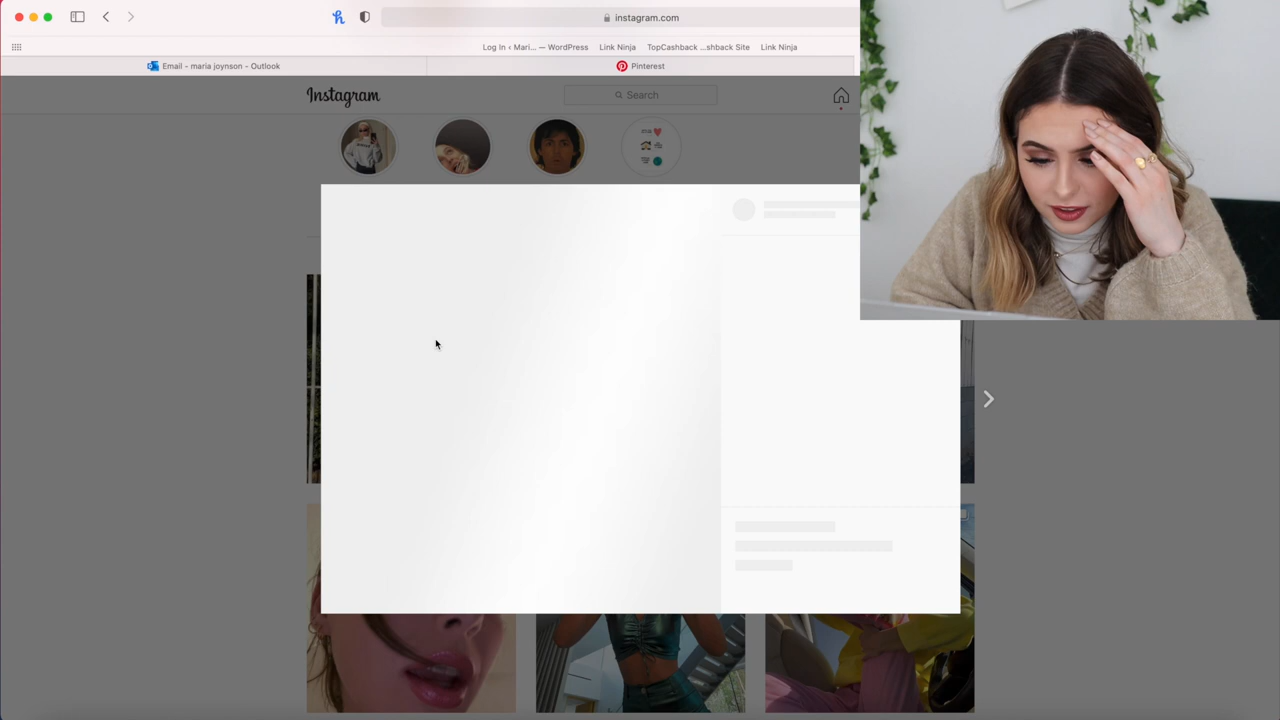 instagram.com
Log In ‹ Mari... — WordPress
Link Ninja
TopCashback ...shback Site
Link Ninja
Email - maria joynson - Outlook
Pinterest
Instagram
Search